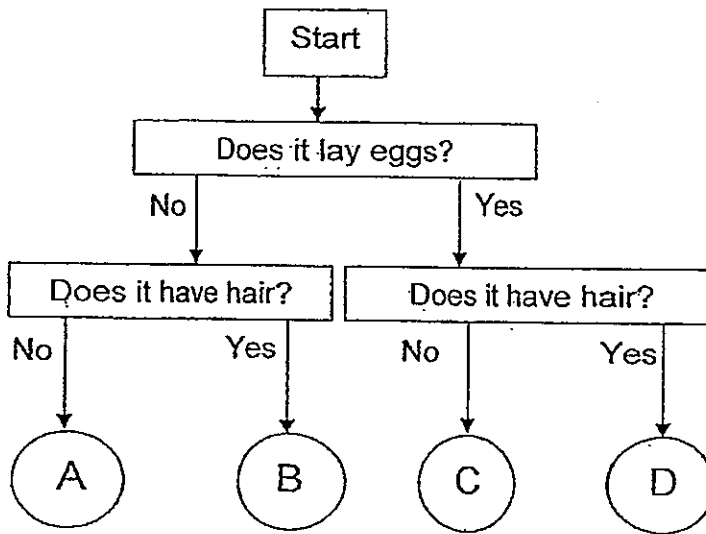 Start
Does it lay eggs?
No
Yes
Does it have hair?
Does it have hair?
No
Yes
No
Yes
A
B
C
D